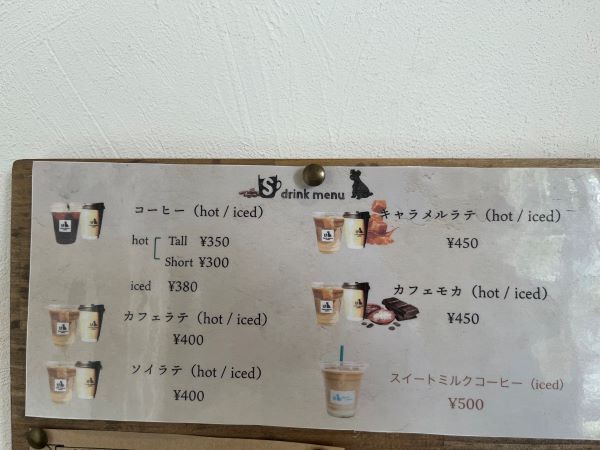 S drink menu
コーヒー（hot / iced）
hot Tall ¥350
Short ¥300
iced ¥380
カフェラテ（hot / iced）
¥400
ソイラテ（hot / iced）
¥400
キャラメルラテ（hot / iced）
¥450
カフェモカ（hot / iced）
¥450
スイートミルクコーヒー（iced）
¥500